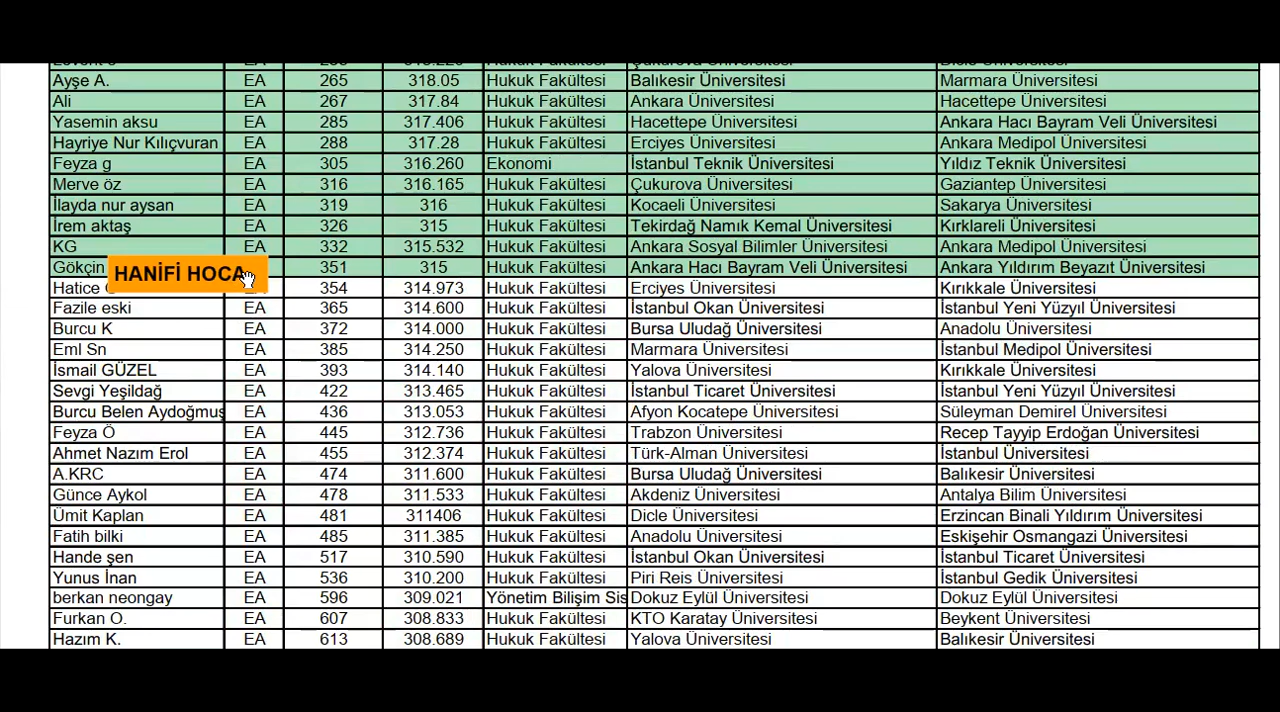 Ayşe A. EA 265 318.05 Hukuk Fakültesi Balıkesir Üniversitesi Marmara Üniversitesi
Ali EA 267 317.84 Hukuk Fakültesi Ankara Üniversitesi Hacettepe Üniversitesi
Yasemin aksu EA 285 317.406 Hukuk Fakültesi Hacettepe Üniversitesi Ankara Hacı Bayram Veli Üniversitesi
Hayriye Nur Kılıçvuran EA 288 317.28 Hukuk Fakültesi Erciyes Üniversitesi Ankara Medipol Üniversitesi
Feyza g EA 305 316.260 Ekonomi İstanbul Teknik Üniversitesi Yıldız Teknik Üniversitesi
Merve öz EA 316 316.165 Hukuk Fakültesi Çukurova Üniversitesi Gaziantep Üniversitesi
İlayda nur aysan EA 319 316 Hukuk Fakültesi Kocaeli Üniversitesi Sakarya Üniversitesi
İrem aktaş EA 326 315 Hukuk Fakültesi Tekirdağ Namık Kemal Üniversitesi Kırklareli Üniversitesi
KG EA 332 315.532 Hukuk Fakültesi Ankara Sosyal Bilimler Üniversitesi Ankara Medipol Üniversitesi
Gökçin 351 315 Hukuk Fakültesi Ankara Hacı Bayram Veli Üniversitesi Ankara Yıldırım Beyazıt Üniversitesi
HANİFİ HOCA
Hatice 354 314.973 Hukuk Fakültesi Erciyes Üniversitesi Kırıkkale Üniversitesi
Fazile eski EA 365 314.600 Hukuk Fakültesi İstanbul Okan Üniversitesi İstanbul Yeni Yüzyıl Üniversitesi
Burcu K EA 372 314.000 Hukuk Fakültesi Bursa Uludağ Üniversitesi Anadolu Üniversitesi
Eml Sn EA 385 314.250 Hukuk Fakültesi Marmara Üniversitesi İstanbul Medipol Üniversitesi
İsmail GÜZEL EA 393 314.140 Hukuk Fakültesi Yalova Üniversitesi Kırıkkale Üniversitesi
Sevgi Yeşildağ EA 422 313.465 Hukuk Fakültesi İstanbul Ticaret Üniversitesi İstanbul Yeni Yüzyıl Üniversitesi
Burcu Belen Aydoğmuş EA 436 313.053 Hukuk Fakültesi Afyon Kocatepe Üniversitesi Süleyman Demirel Üniversitesi
Feyza Ö EA 445 312.736 Hukuk Fakültesi Trabzon Üniversitesi Recep Tayyip Erdoğan Üniversitesi
Ahmet Nazım Erol EA 455 312.374 Hukuk Fakültesi Türk-Alman Üniversitesi İstanbul Üniversitesi
A.KRC EA 474 311.600 Hukuk Fakültesi Bursa Uludağ Üniversitesi Balıkesir Üniversitesi
Günce Aykol EA 478 311.533 Hukuk Fakültesi Akdeniz Üniversitesi Antalya Bilim Üniversitesi
Ümit Kaplan EA 481 311406 Hukuk Fakültesi Dicle Üniversitesi Erzincan Binali Yıldırım Üniversitesi
Fatih bilki EA 485 311.385 Hukuk Fakültesi Anadolu Üniversitesi Eskişehir Osmangazi Üniversitesi
Hande şen EA 517 310.590 Hukuk Fakültesi İstanbul Okan Üniversitesi İstanbul Ticaret Üniversitesi
Yunus İnan EA 536 310.200 Hukuk Fakültesi Piri Reis Üniversitesi İstanbul Gedik Üniversitesi
berkan neongay EA 596 309.021 Yönetim Bilişim Sis Dokuz Eylül Üniversitesi Dokuz Eylül Üniversitesi
Furkan O. EA 607 308.833 Hukuk Fakültesi KTO Karatay Üniversitesi Beykent Üniversitesi
Hazım K. EA 613 308.689 Hukuk Fakültesi Yalova Üniversitesi Balıkesir Üniversitesi